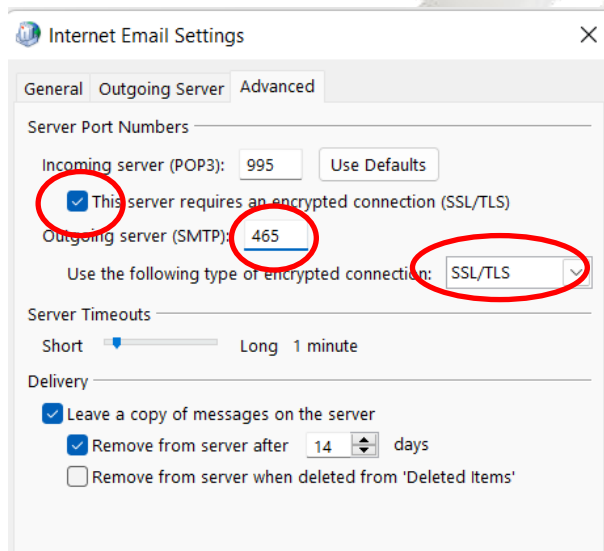 Internet Email Settings
General Outgoing Server Advanced
Server Port Numbers
Incoming server (POP3): 995 Use Defaults
This server requires an encrypted connection (SSL/TLS)
Outgoing server (SMTP): 465
Use the following type of encrypted connection: SSL/TLS
Server Timeouts
Short Long 1 minute
Delivery
Leave a copy of messages on the server
Remove from server after 14 days
Remove from server when deleted from 'Deleted Items'